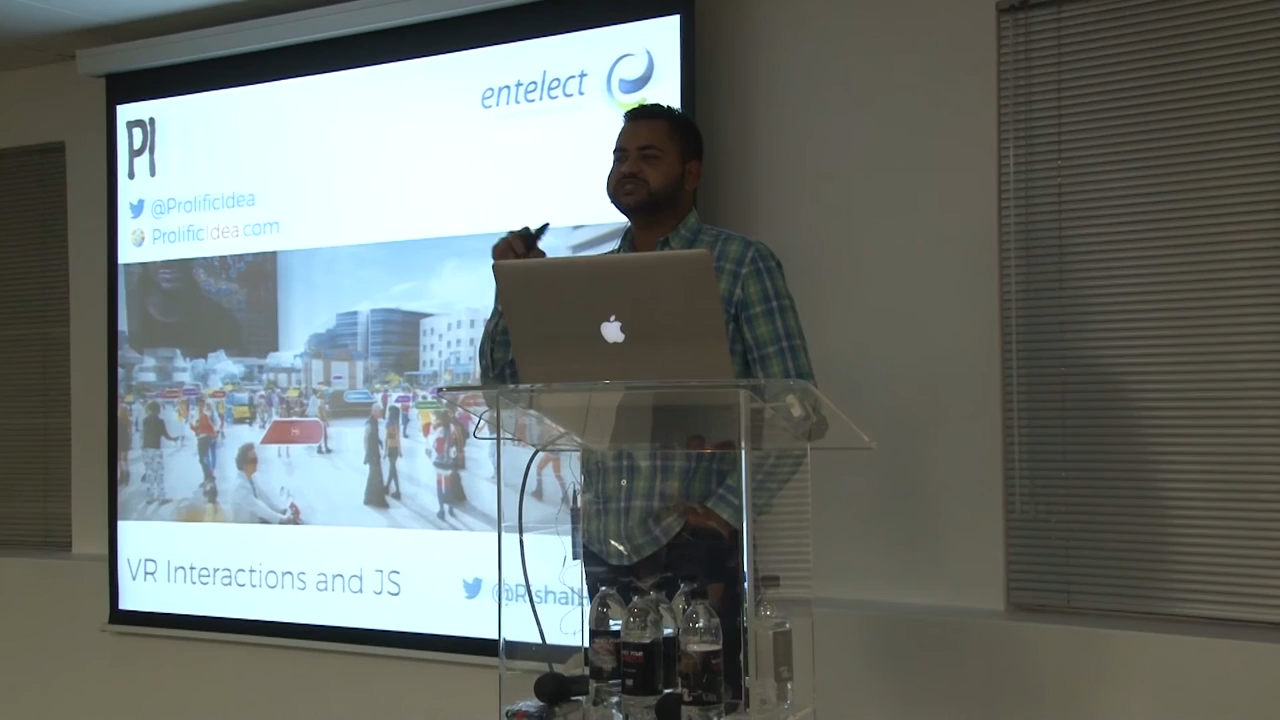 entelect
PI
@ProlificIdea
ProlificIdea.com
VR Interactions and JS